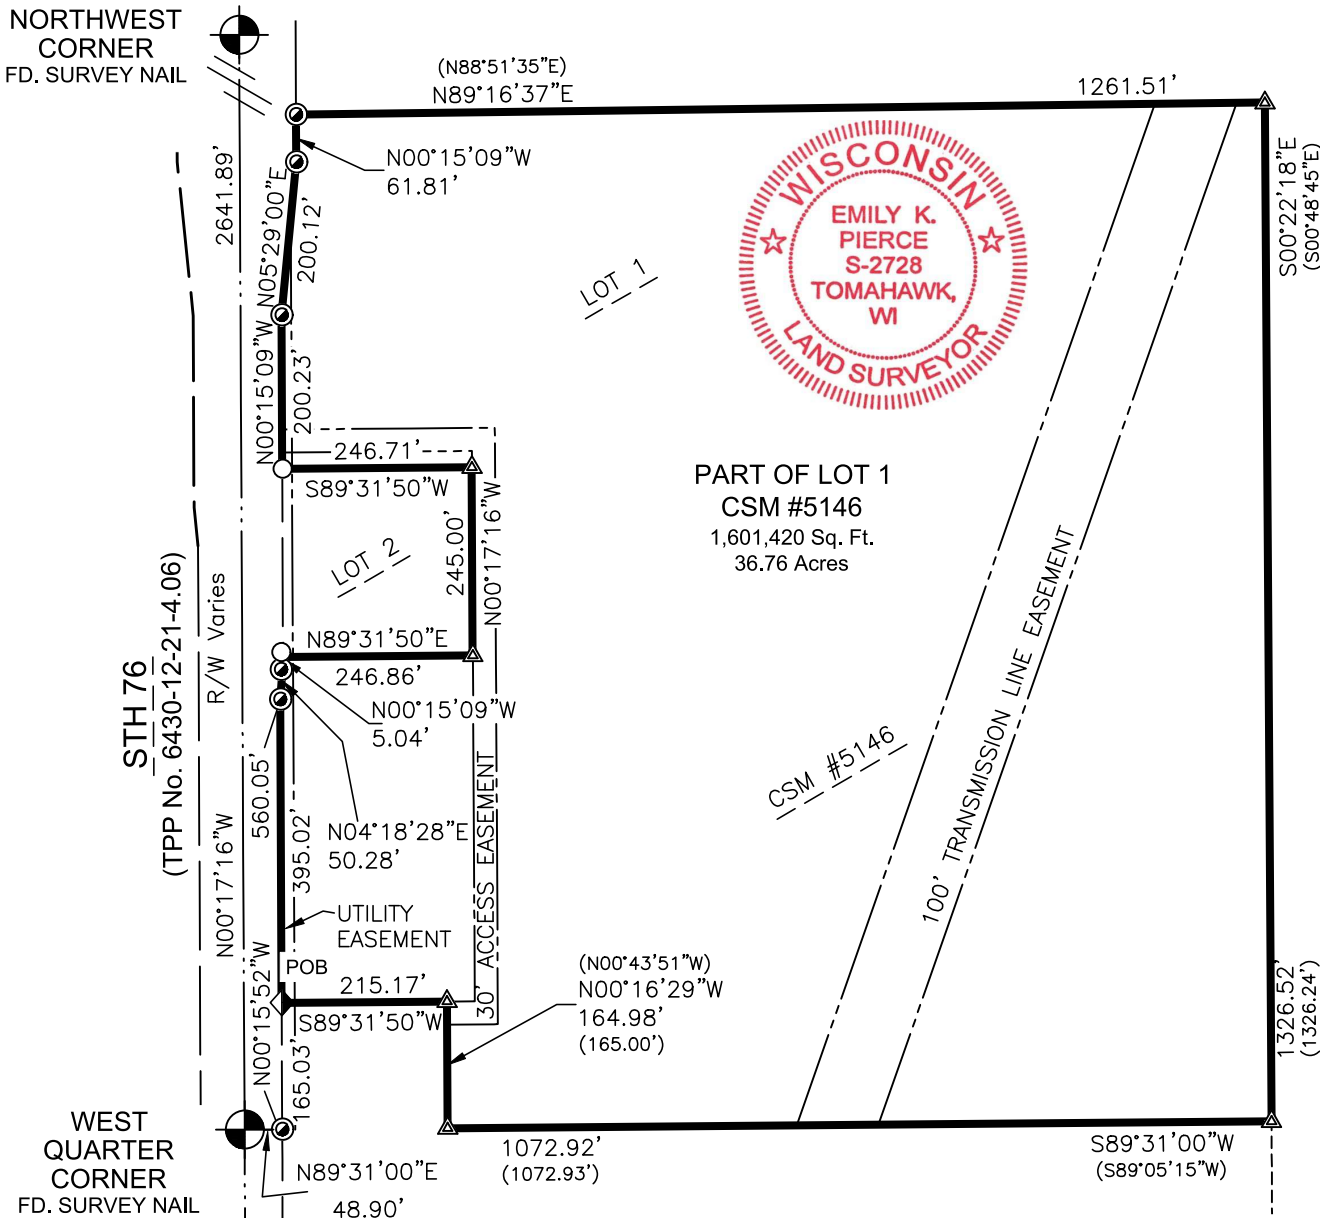 NORTHWEST
CORNER
FD. SURVEY NAIL
(N88°51'35"E)
N89°16'37"E
1261.51'
N00°15'09"W
61.81'
2641.89'
N05°29'00"E
200.12'
S00°22'18"E
(S00°48'45"E)
WISCONSIN
EMILY K.
PIERCE
S-2728
TOMAHAWK,
WI
LAND SURVEYOR
LOT 1
N00°15'09"W
200.23'
246.71'
S89°31'50"W
PART OF LOT 1
CSM #5146
1,601,420 Sq. Ft.
36.76 Acres
LOT 2
245.00'
N00°17'16"W
N89°31'50"E
246.86'
N00°15'09"W
5.04'
STH 76
(TPP No. 6430-12-21-4.06)
R/W Varies
N00°17'16"W
560.05'
395.02'
N04°18'28"E
50.28'
UTILITY
EASEMENT
30' ACCESS EASEMENT
CSM #5146
100' TRANSMISSION LINE EASEMENT
POB
215.17'
S89°31'50"W
(N00°43'51"W)
N00°16'29"W
164.98'
(165.00')
N00°15'52"W
165.03'
1326.52'
(1326.24')
WEST
QUARTER
CORNER
FD. SURVEY NAIL
N89°31'00"E
48.90'
1072.92'
(1072.93')
S89°31'00"W
(S89°05'15"W)